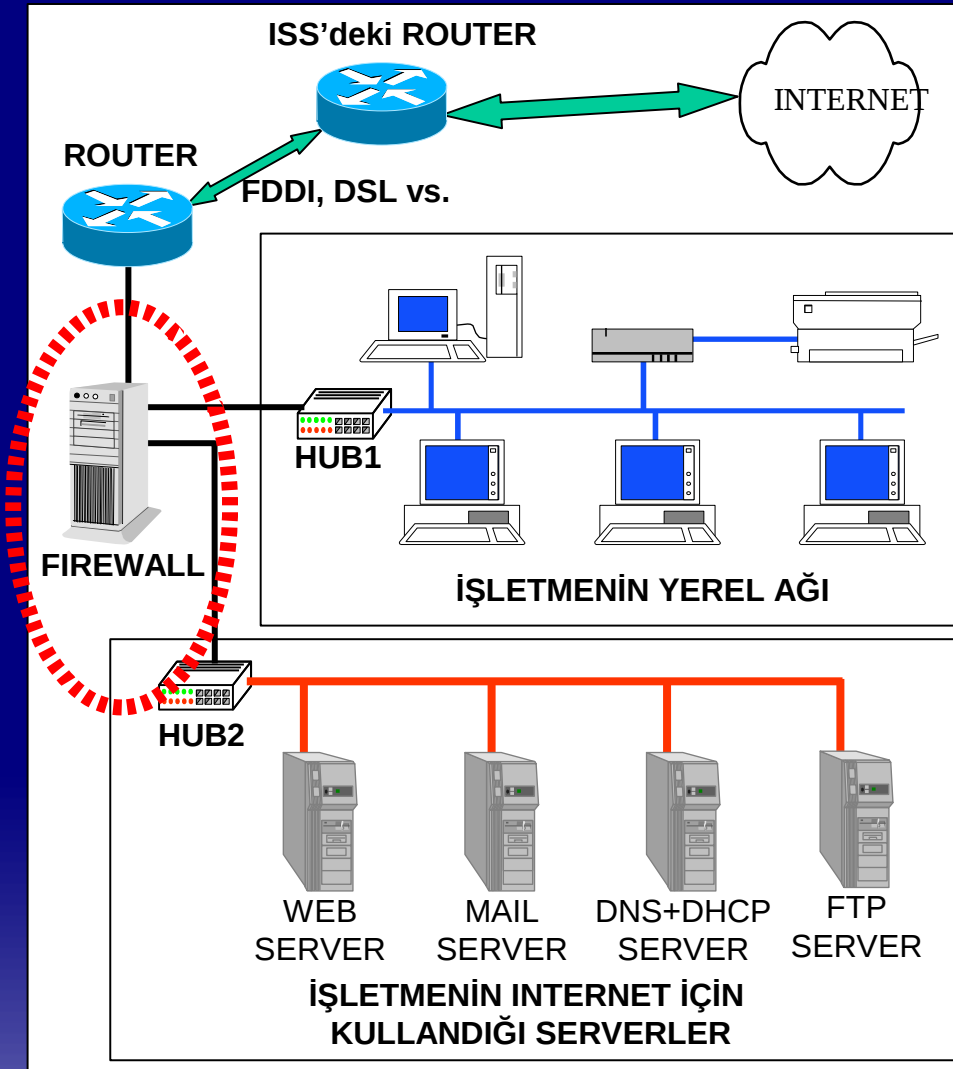 ISS’deki ROUTER
INTERNET
ROUTER
FDDI, DSL vs.
HUB1
FIREWALL
İŞLETMENİN YEREL AĞI
HUB2
WEB
SERVER
MAIL
SERVER
DNS+DHCP
SERVER
FTP
SERVER
İŞLETMENİN INTERNET İÇİN
KULLANDIĞI SERVERLER